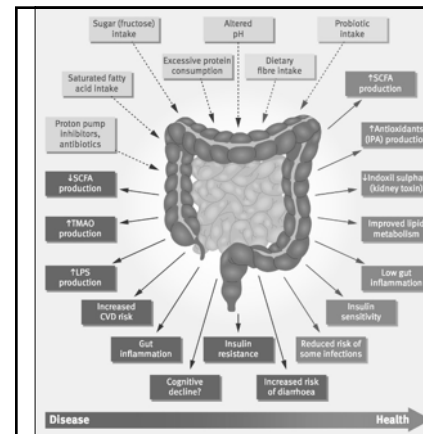 Sugar (fructose)
intake
Altered
pH
Probiotic
intake
Excessive protein
consumption
Dietary
fibre intake
Saturated fatty
acid intake
Proton pump
inhibitors,
antibiotics
↑SCFA
production
↑Antioxidants
(IPA) production
↓Indoxil sulphat
(kidney toxin)
Improved lipid
metabolism
Low gut
inflammation
Insulin
sensitivity
Reduced risk of
some infections
↓SCFA
production
↑TMAO
production
↑LPS
production
Increased
CVD risk
Gut
inflammation
Cognitive
decline?
Insulin
resistance
Increased risk
of diarrhoea
Disease
Health